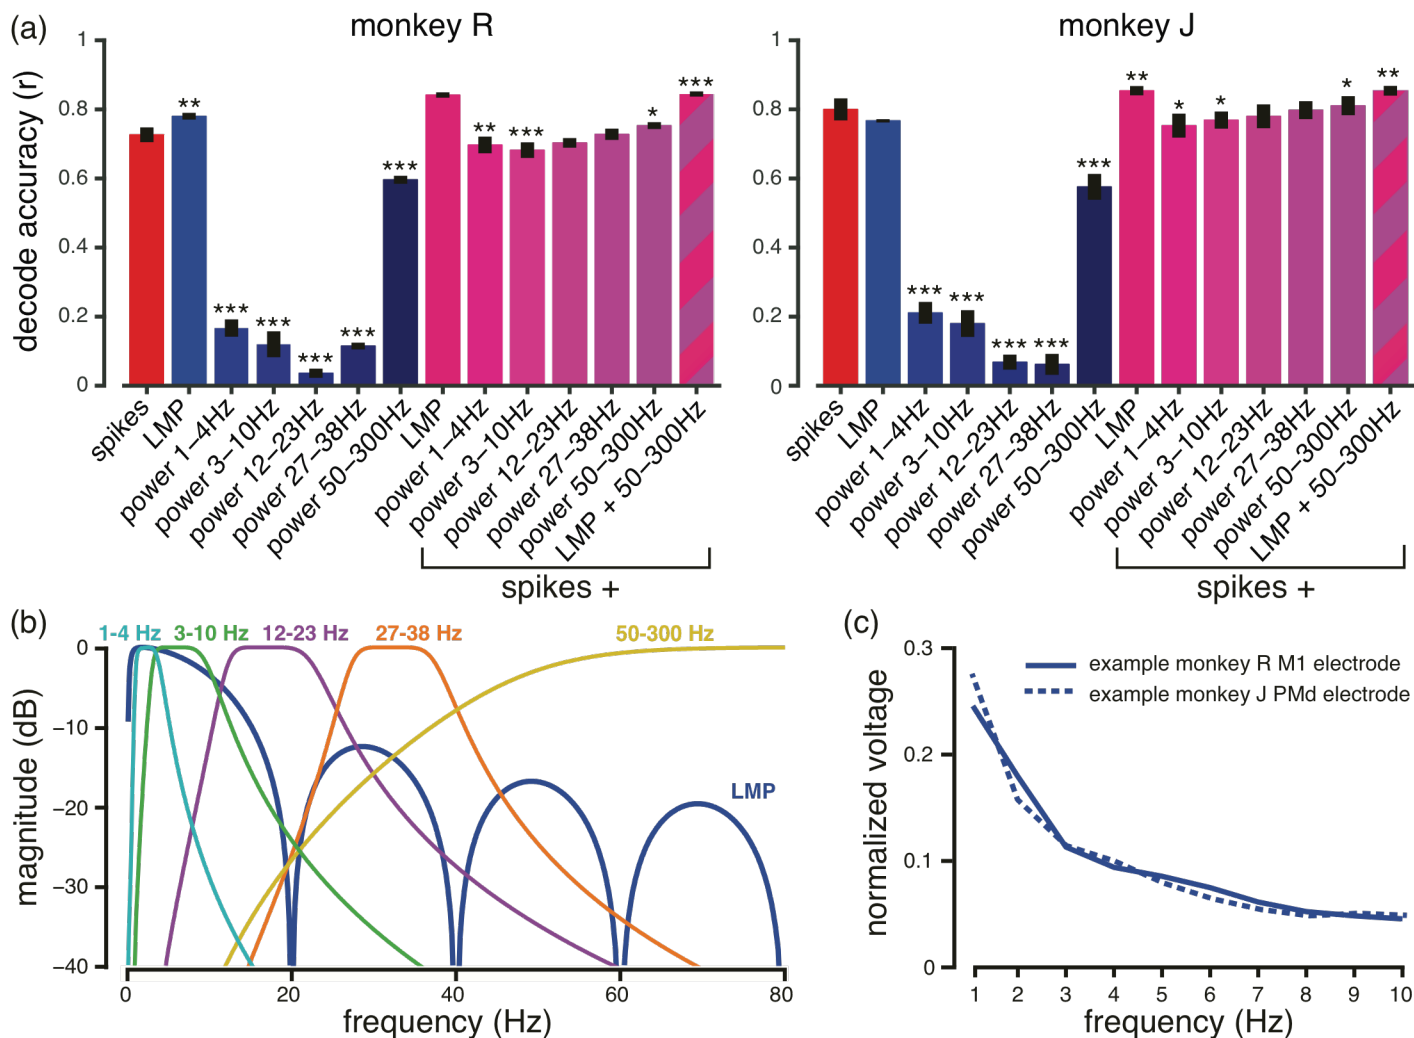 (a)
monkey R
monkey J
decode accuracy (r)
1
0.8
0.6
0.4
0.2
0
** *** *** *** *** *** ** *** * ***
spikes
LMP
power 1–4Hz
power 3–10Hz
power 12–23Hz
power 27–38Hz
power 50–300Hz
LMP
power 1–4Hz
power 3–10Hz
power 12–23Hz
power 27–38Hz
power 50–300Hz
LMP + 50–300Hz
spikes +
1
0.8
0.6
0.4
0.2
0
*** *** *** *** *** ** * * * **
spikes
LMP
power 1–4Hz
power 3–10Hz
power 12–23Hz
power 27–38Hz
power 50–300Hz
LMP
power 1–4Hz
power 3–10Hz
power 12–23Hz
power 27–38Hz
power 50–300Hz
LMP + 50–300Hz
spikes +
(b)
1-4 Hz 3-10 Hz 12-23 Hz 27-38 Hz 50-300 Hz
magnitude (dB)
0
−10
−20
−30
−40
LMP
0 20 40 60 80
frequency (Hz)
(c)
normalized voltage
0.3
0.2
0.1
0
example monkey R M1 electrode
example monkey J PMd electrode
1 2 3 4 5 6 7 8 9 10
frequency (Hz)